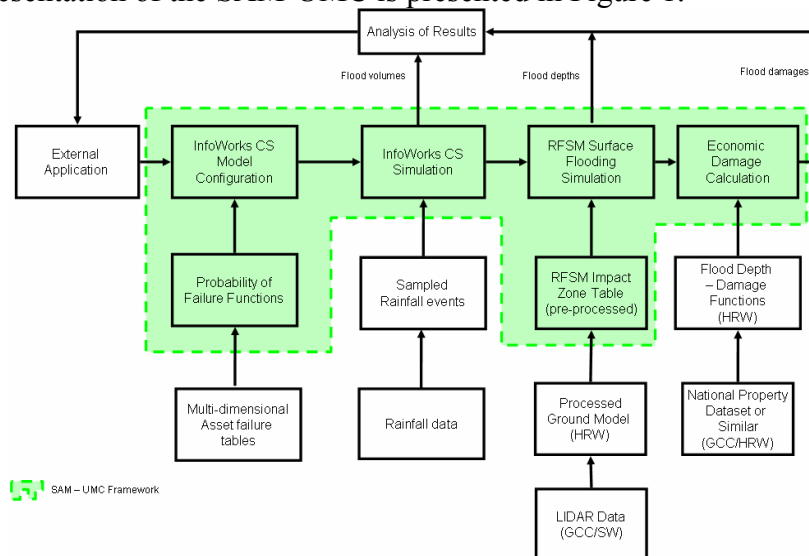 resentation of the SAM-UMC is presented in Figure 1.
Analysis of Results
Flood volumes
Flood depths
Flood damages
External
Application
InfoWorks CS
Model
Configuration
InfoWorks CS
Simulation
RFSM Surface
Flooding
Simulation
Economic
Damage
Calculation
Probability of
Failure Functions
Sampled
Rainfall events
RFSM Impact
Zone Table
(pre-processed)
Flood Depth
– Damage
Functions
(HRW)
Multi-dimensional
Asset failure
tables
Rainfall data
Processed
Ground Model
(HRW)
National Property
Dataset or
Similar
(GCC/HRW)
SAM – UMC Framework
LIDAR Data
(GCC/SW)